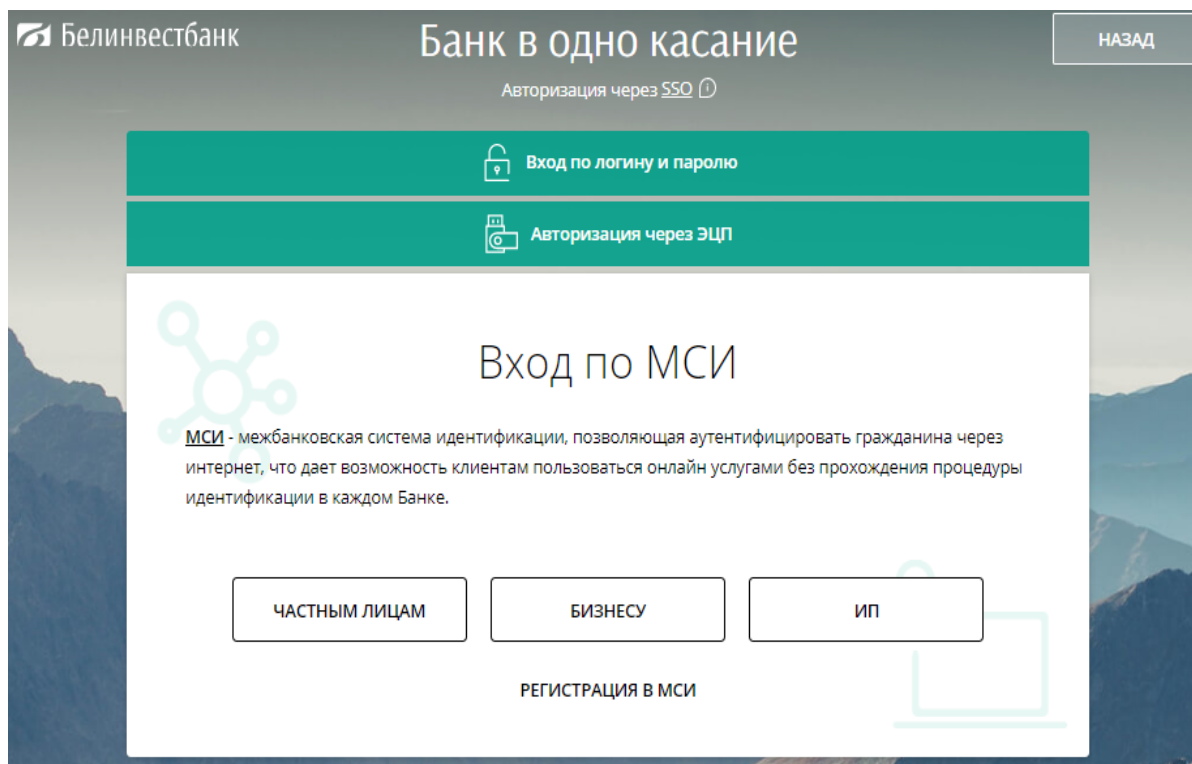 Белинвестбанк
Банк в одно касание
НАЗАД
Авторизация через SSO
Вход по логину и паролю
Авторизация через ЭЦП
Вход по МСИ
МСИ - межбанковская система идентификации, позволяющая аутентифицировать гражданина через
интернет, что дает возможность клиентам пользоваться онлайн услугами без прохождения процедуры
идентификации в каждом Банке.
ЧАСТНЫМ ЛИЦАМ
БИЗНЕСУ
ИП
РЕГИСТРАЦИЯ В МСИ